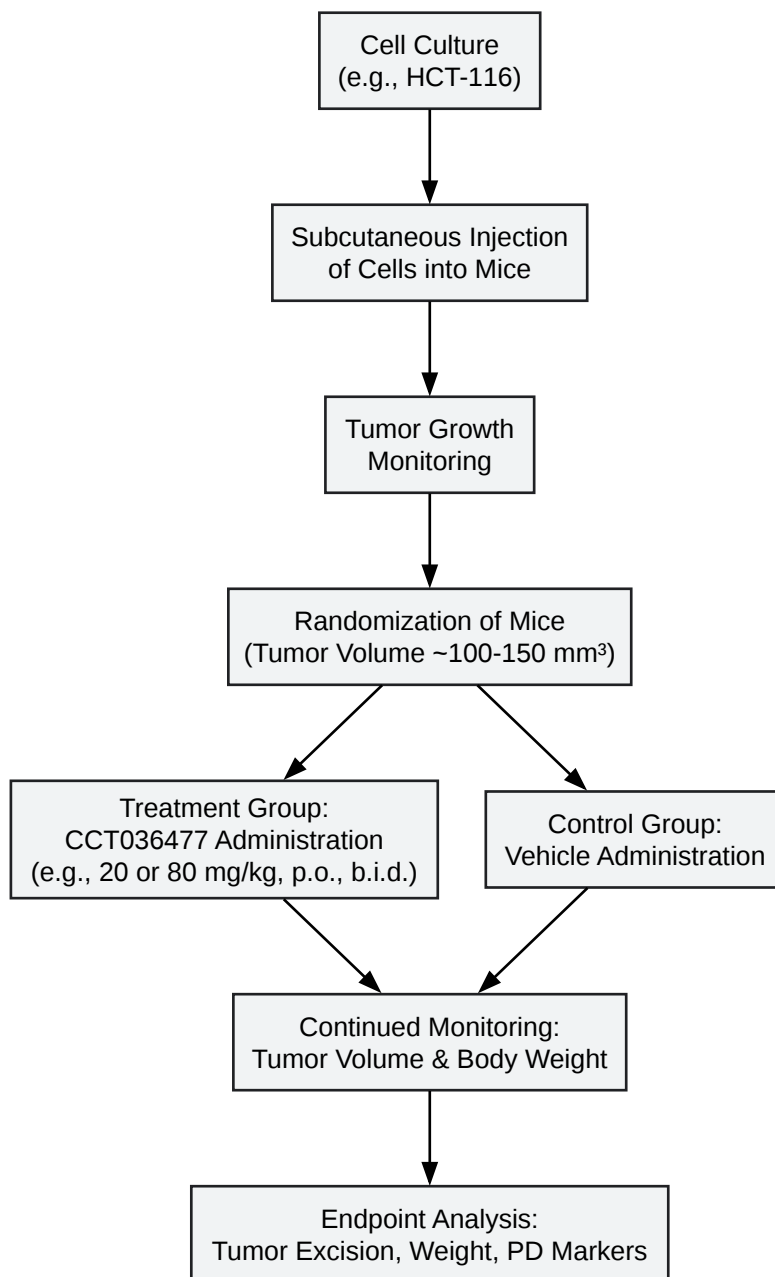 Cell Culture
(e.g., HCT-116)
Subcutaneous Injection
of Cells into Mice
Tumor Growth
Monitoring
Randomization of Mice
(Tumor Volume ~100-150 mm³)
Treatment Group:
CCT036477 Administration
(e.g., 20 or 80 mg/kg, p.o., b.i.d.)
Control Group:
Vehicle Administration
Continued Monitoring:
Tumor Volume & Body Weight
Endpoint Analysis:
Tumor Excision, Weight, PD Markers